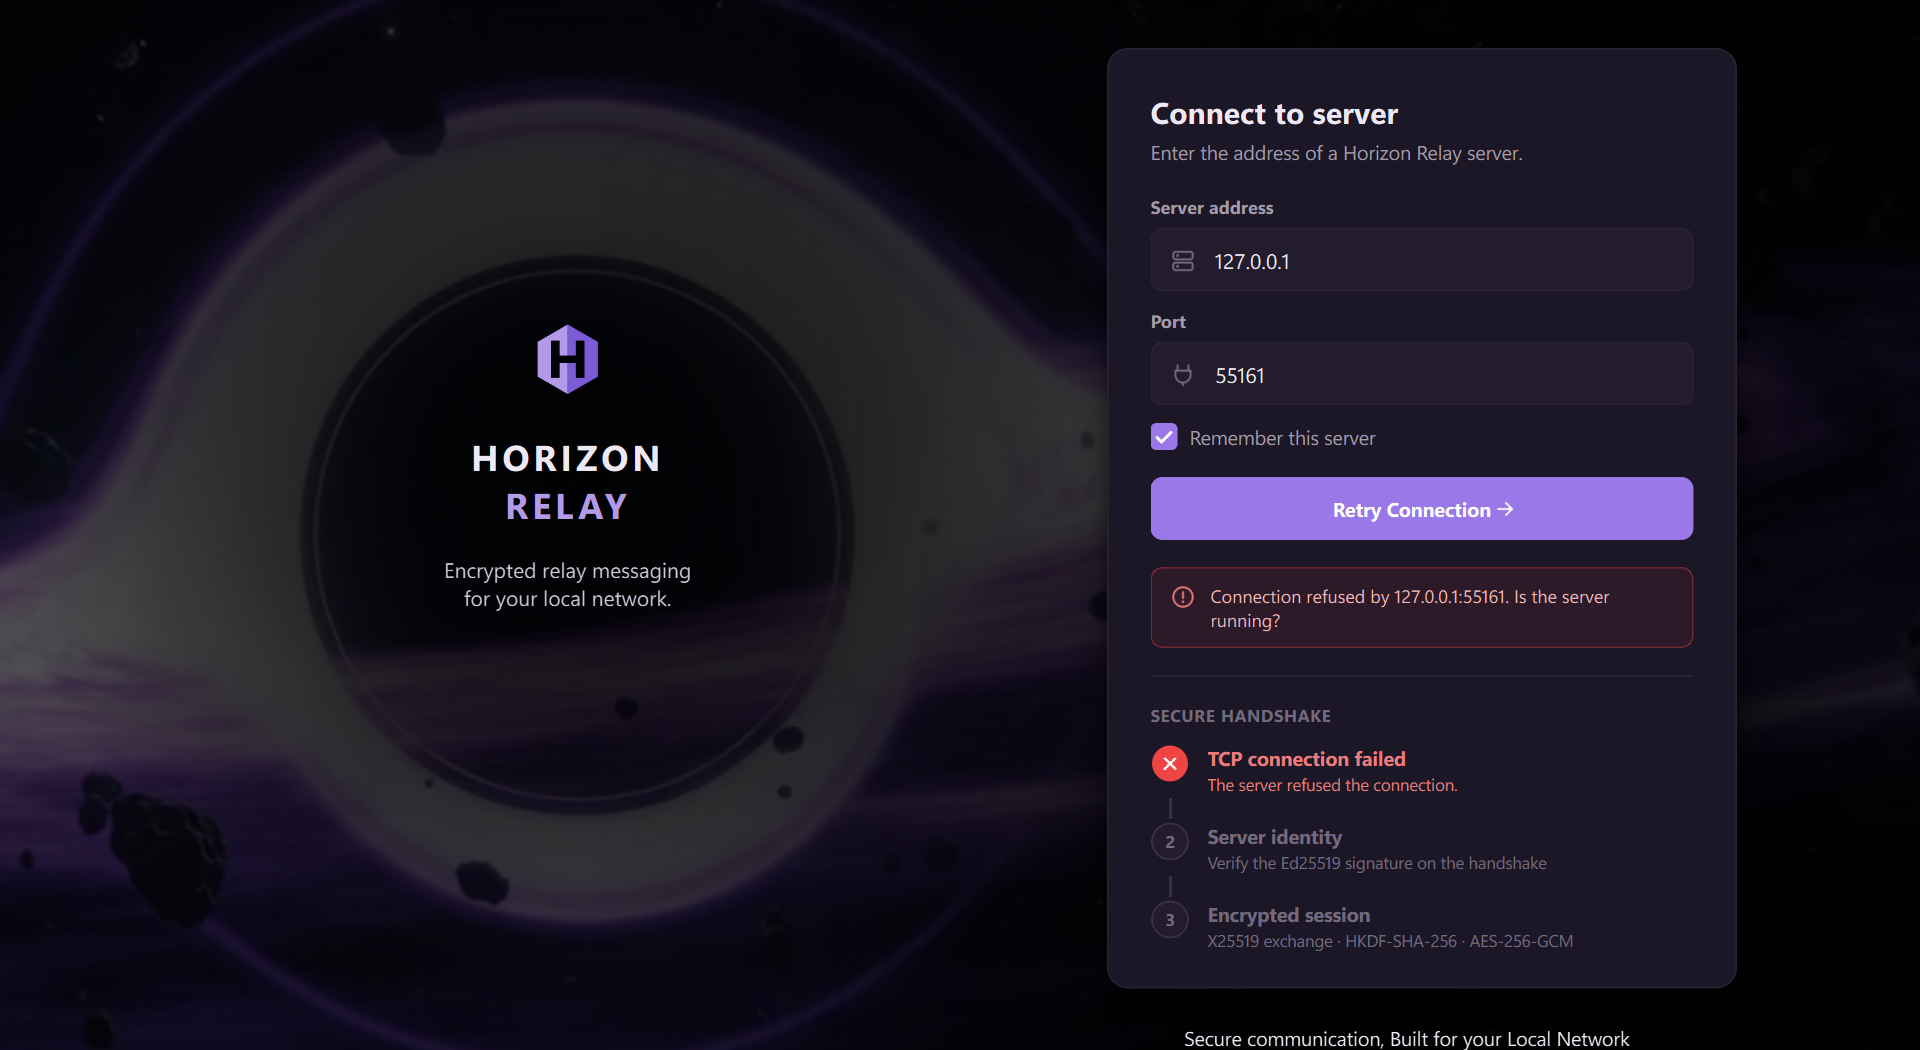 H
HORIZON
RELAY
Encrypted relay messaging
for your local network.
Connect to server
Enter the address of a Horizon Relay server.
Server address
127.0.0.1
Port
55161
Remember this server
Retry Connection →
Connection refused by 127.0.0.1:55161. Is the server
running?
SECURE HANDSHAKE
TCP connection failed
The server refused the connection.
2
Server identity
Verify the Ed25519 signature on the handshake
3
Encrypted session
X25519 exchange · HKDF-SHA-256 · AES-256-GCM
Secure communication, Built for your Local Network